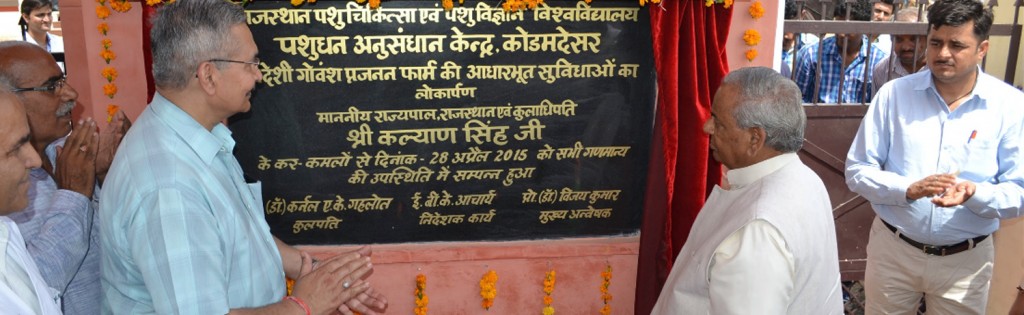 राजस्थान पशु चिकित्सा एवं पशु विज्ञान विश्वविद्यालय
पशुधन अनुसंधान केन्द्र, कोडमदेसर
देशी गोवंश प्रजनन फार्म की आधारभूत सुविधाओं का
लोकार्पण
माननीय राज्यपाल, राजस्थान एवं कुलाधिपति
श्री कल्याण सिंह जी
के कर-कमलों से दिनाक - 28 अप्रैल 2015 को सभी गणमान्य
की उपस्थिति में सम्पन्न हुआ
(डॉ) कर्नल ए.के. गहलोत ई. बी.के. आचार्य प्रो. (डॉ) विजय कुमार
कुलपति निदेशक कार्य मुख्य अन्वेषक